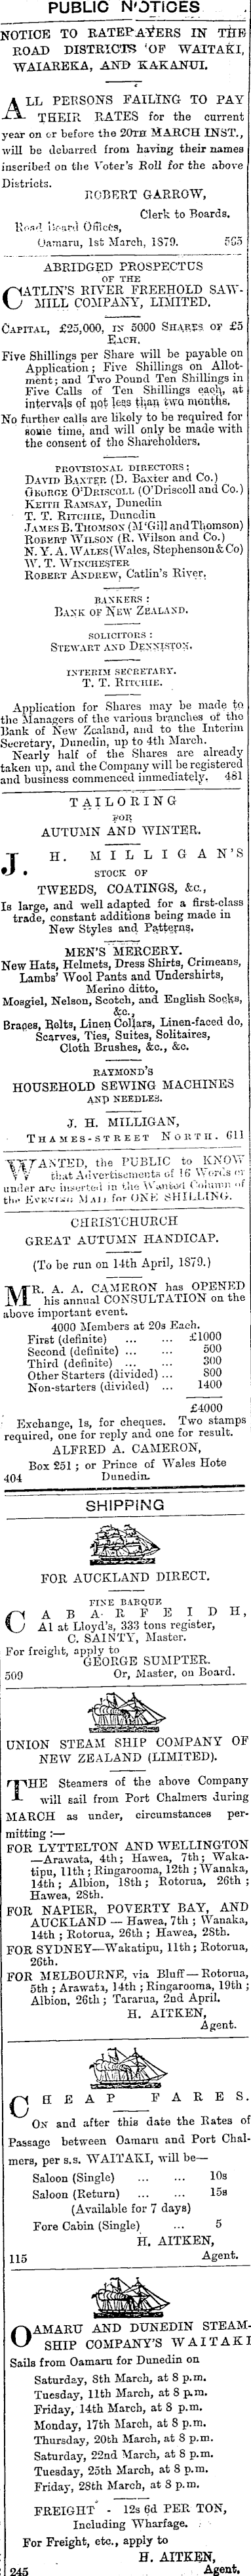 PUBLIC NOTICES
NOTICE TO RATEPAYERS IN THE
ROAD DISTRICTS OF WAITAKI,
WAIAREKA, AND KAKANUI.
ALL PERSONS FAILING TO PAY
THEIR RATES for the current
year on or before the 20TH MARCH INST.,
will be debarred from having their names
inscribed on the Voter's Roll for the above
Districts.
ROBERT GARROW,
Clerk to Boards.
Road Board Offices,
Oamaru, 1st March, 1879. 565
ABRIDGED PROSPECTUS
OF THE
CATLIN'S RIVER FREEHOLD SAW-
MILL COMPANY, LIMITED.
CAPITAL, £25,000, IN 5000 SHARES OF £5
EACH.
Five Shillings per Share will be payable on
Application; Five Shillings on Allot-
ment; and Two Pound Ten Shillings in
Five Calls of Ten Shillings each, at
intervals of not less than two months.
No further calls are likely to be required for
some time, and will only be made with
the consent of the Shareholders.
PROVISIONAL DIRECTORS:
DAVID BAXTER (D. Baxter and Co.)
GEORGE O'DRISCOLL (O'Driscoll and Co.)
KEITH RAMSAY, Dunedin
T. T. RITCHIE, Dunedin
JAMES B. THOMSON (M'Gill and Thomson)
ROBERT WILSON (R. Wilson and Co.)
N. Y. A. WALES (Wales, Stephenson & Co)
W. T. WINCHESTER
ROBERT ANDREW, Catlin's River.
BANKERS:
BANK OF NEW ZEALAND.
SOLICITORS:
STEWART AND DENNISTON.
INTERIM SECRETARY.
T. T. RITCHIE.
Application for Shares may be made to
the Managers of the various branches of the
Bank of New Zealand, and to the Interim
Secretary, Dunedin, up to 4th March.
Nearly half of the Shares are already
taken up, and the Company will be registered
and business commenced immediately. 481
TAILORING
FOR
AUTUMN AND WINTER.
J. H. MILLIGAN'S
STOCK OF
TWEEDS, COATINGS, &c.,
Is large, and well adapted for a first-class
trade, constant additions being made in
New Styles and Patterns.
MEN'S MERCERY.
New Hats, Helmets, Dress Shirts, Crimeans,
Lambs' Wool Pants and Undershirts,
Merino ditto,
Mosgiel, Nelson, Scotch, and English Socks,
&c.,
Braces, Belts, Linen Collars, Linen-faced do,
Scarves, Ties, Suites, Solitaires,
Cloth Brushes, &c., &c.
RAYMOND'S
HOUSEHOLD SEWING MACHINES
AND NEEDLES.
J. H. MILLIGAN,
THAMES-STREET NORTH. 611
WANTED, the PUBLIC to KNOW
that Advertisements of 16 Words or
under are inserted in the Wanted Column of
the EVENING MAIL for ONE SHILLING.
CHRISTCHURCH
GREAT AUTUMN HANDICAP.
(To be run on 14th April, 1879.)
MR. A. A. CAMERON has OPENED
his annual CONSULTATION on the
above important event.
4000 Members at 20s Each.
First (definite) ... ... £1000
Second (definite) ... ... 500
Third (definite) ... ... 300
Other Starters (divided) ... 800
Non-starters (divided) ... 1400
£4000
Exchange, 1s, for cheques. Two stamps
required, one for reply and one for result.
ALFRED A. CAMERON,
Box 251; or Prince of Wales Hote
404 Dunedin.
SHIPPING
FOR AUCKLAND DIRECT.
FINE BARQUE
CABARFEIDH,
A1 at Lloyd's, 333 tons register,
C. SAINTY, Master.
For freight, apply to
GEORGE SUMPTER.
509 Or, Master, on Board.
UNION STEAM SHIP COMPANY OF
NEW ZEALAND (LIMITED).
THE Steamers of the above Company
will sail from Port Chalmers during
MARCH as under, circumstances per-
mitting:—
FOR LYTTELTON AND WELLINGTON
—Arawata, 4th; Hawea, 7th; Waka-
tipu, 11th; Ringarooma, 12th; Wanaka,
14th; Albion, 18th; Rotorua, 26th;
Hawea, 28th.
FOR NAPIER, POVERTY BAY, AND
AUCKLAND — Hawea, 7th; Wanaka,
14th; Rotorua, 26th; Hawea, 28th.
FOR SYDNEY—Wakatipu, 11th; Rotorua,
26th.
FOR MELBOURNE, via Bluff—Rotorua,
5th; Arawata, 14th; Ringarooma, 19th;
Albion, 26th; Tararua, 2nd April.
H. AITKEN,
Agent.
CHEAP FARES.
ON and after this date the Rates of
Passage between Oamaru and Port Chal-
mers, per s.s. WAITAKI, will be—
Saloon (Single) ... ... 10s
Saloon (Return) ... ... 15s
(Available for 7 days)
Fore Cabin (Single) ... 5
H. AITKEN,
115 Agent.
OAMARU AND DUNEDIN STEAM-
SHIP COMPANY'S WAITAKI
Sails from Oamaru for Dunedin on
Saturday, 8th March, at 8 p.m.
Tuesday, 11th March, at 8 p.m.
Friday, 14th March, at 8 p.m.
Monday, 17th March, at 8 p.m.
Thursday, 20th March, at 8 p.m.
Saturday, 22nd March, at 8 p.m.
Tuesday, 25th March, at 8 p.m.
Friday, 28th March, at 8 p.m.
FREIGHT - 12s 6d PER TON,
Including Wharfage.
For Freight, etc., apply to
H. AITKEN,
245 Agent.